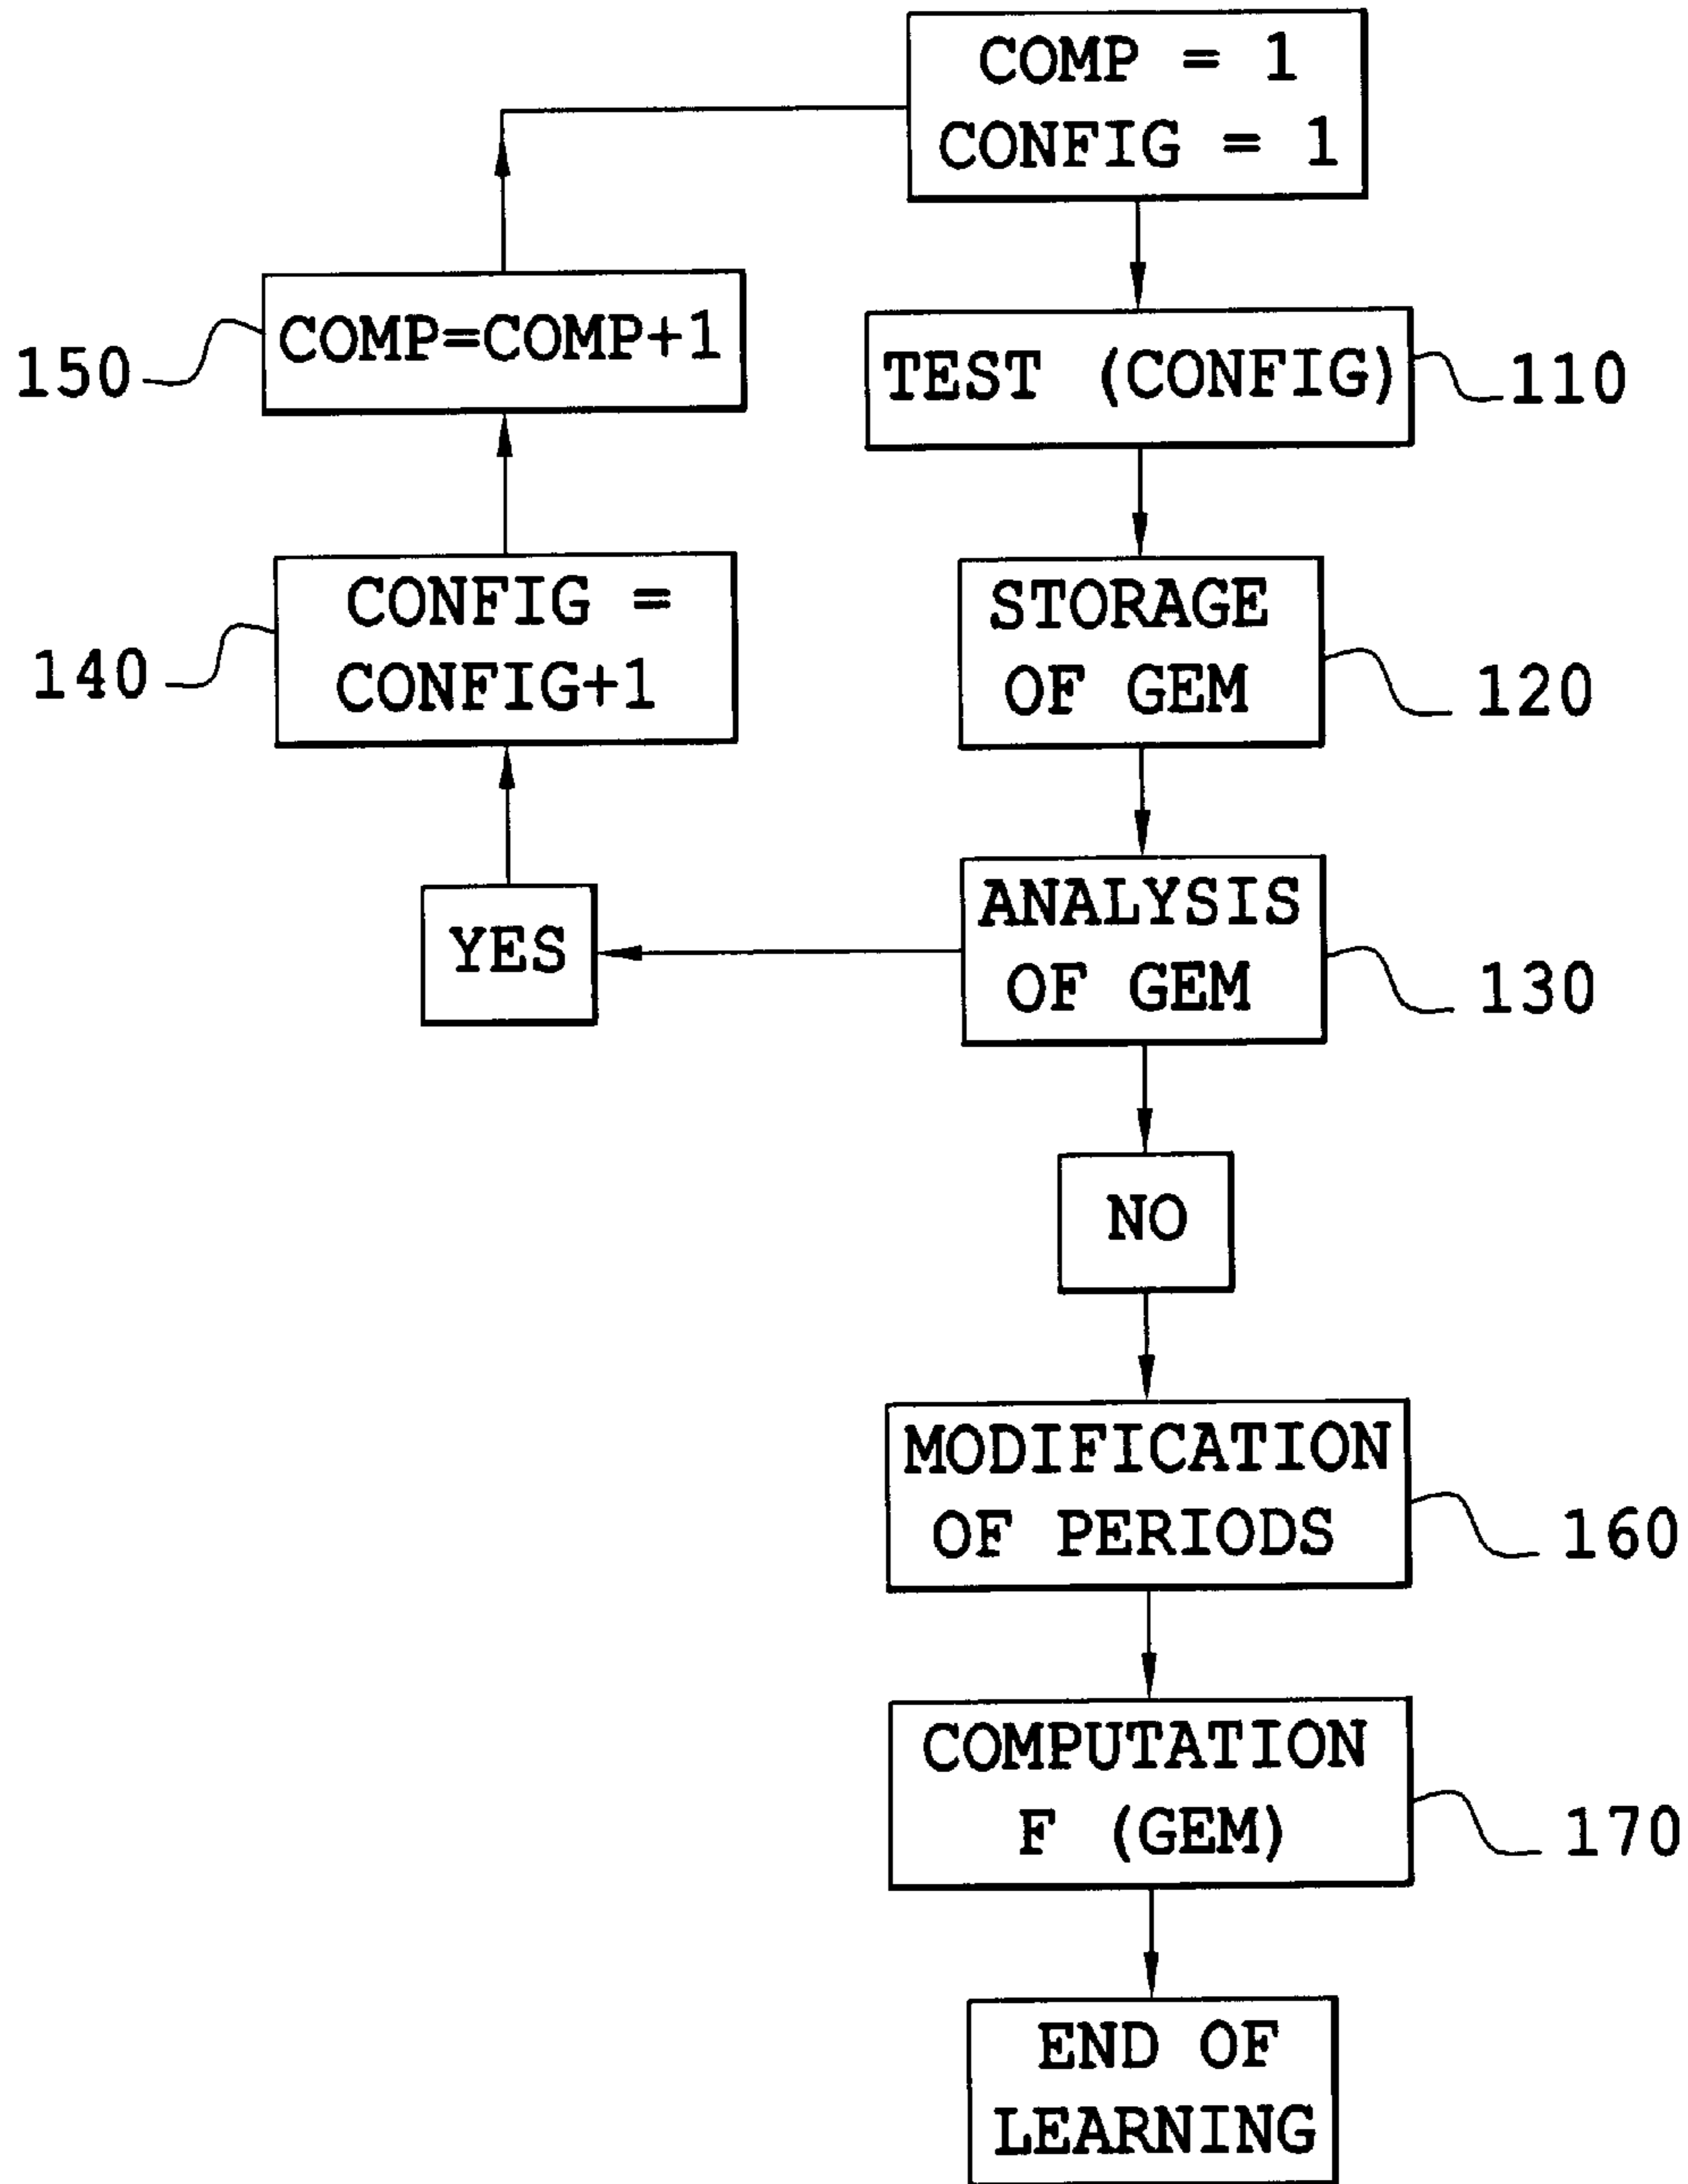 COMP = 1
CONFIG = 1
COMP=COMP+1
150
TEST (CONFIG)
110
CONFIG =
CONFIG+1
140
STORAGE
OF GEM
120
YES
ANALYSIS
OF GEM
130
NO
MODIFICATION
OF PERIODS
160
COMPUTATION
F (GEM)
170
END OF
LEARNING